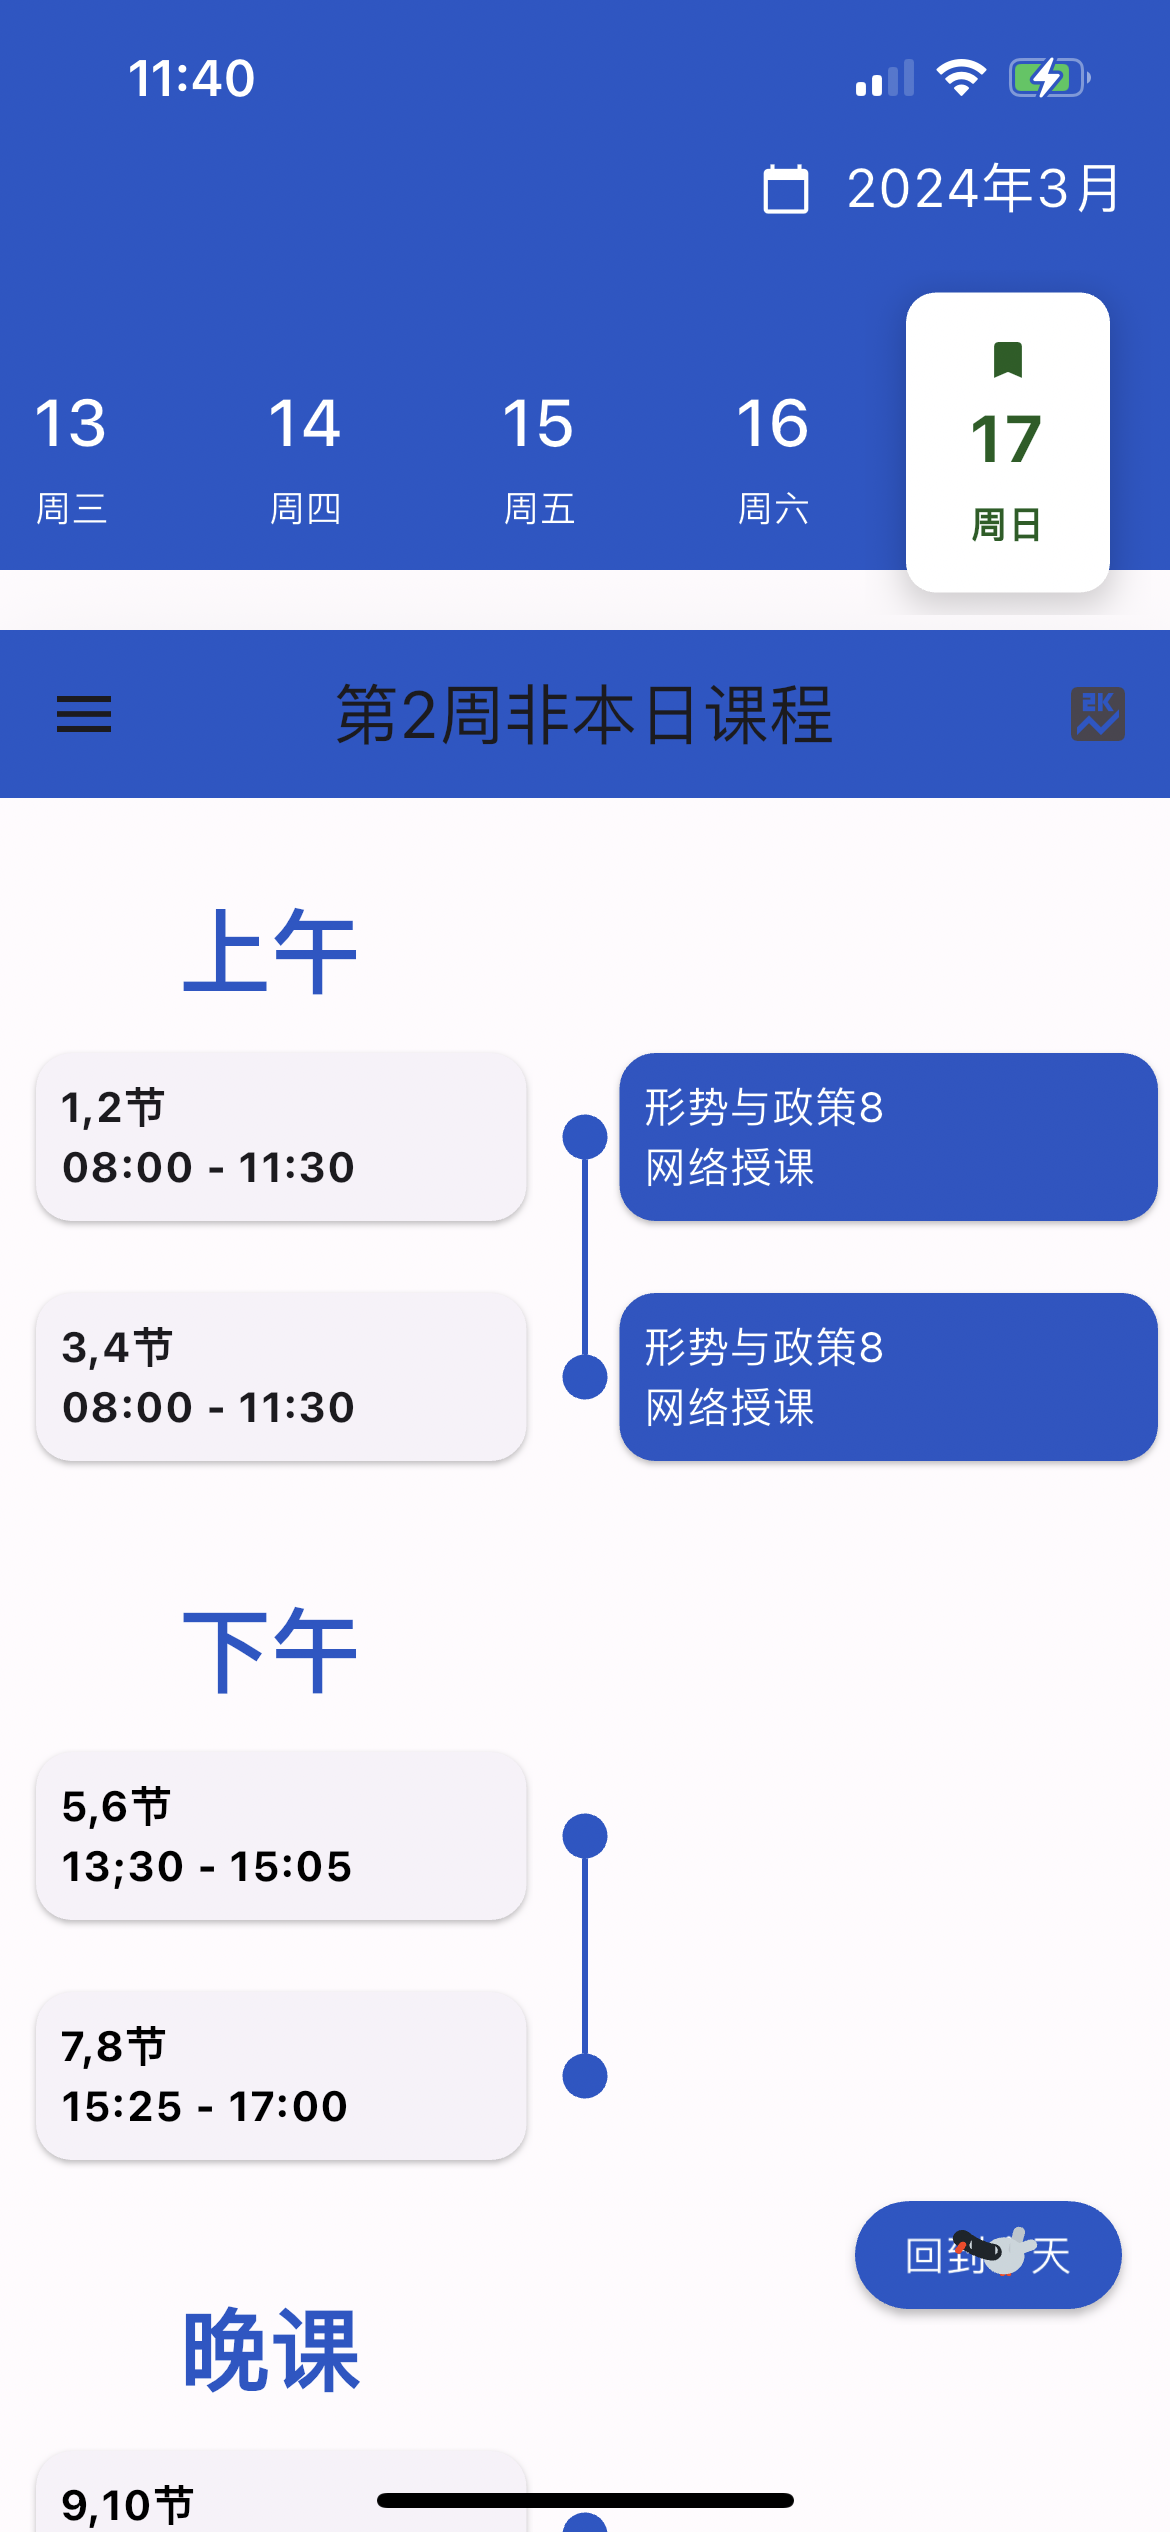 11:40
2024年3月
13
14
15
16
17
周三
周四
周五
周六
周日
第2周非本日课程
2K
上午
1,2节
08:00 - 11:30
形势与政策8
网络授课
3,4节
08:00 - 11:30
形势与政策8
网络授课
下午
5,6节
13;30 - 15:05
7,8节
15:25 - 17:00
回到 天
晚课
9,10节